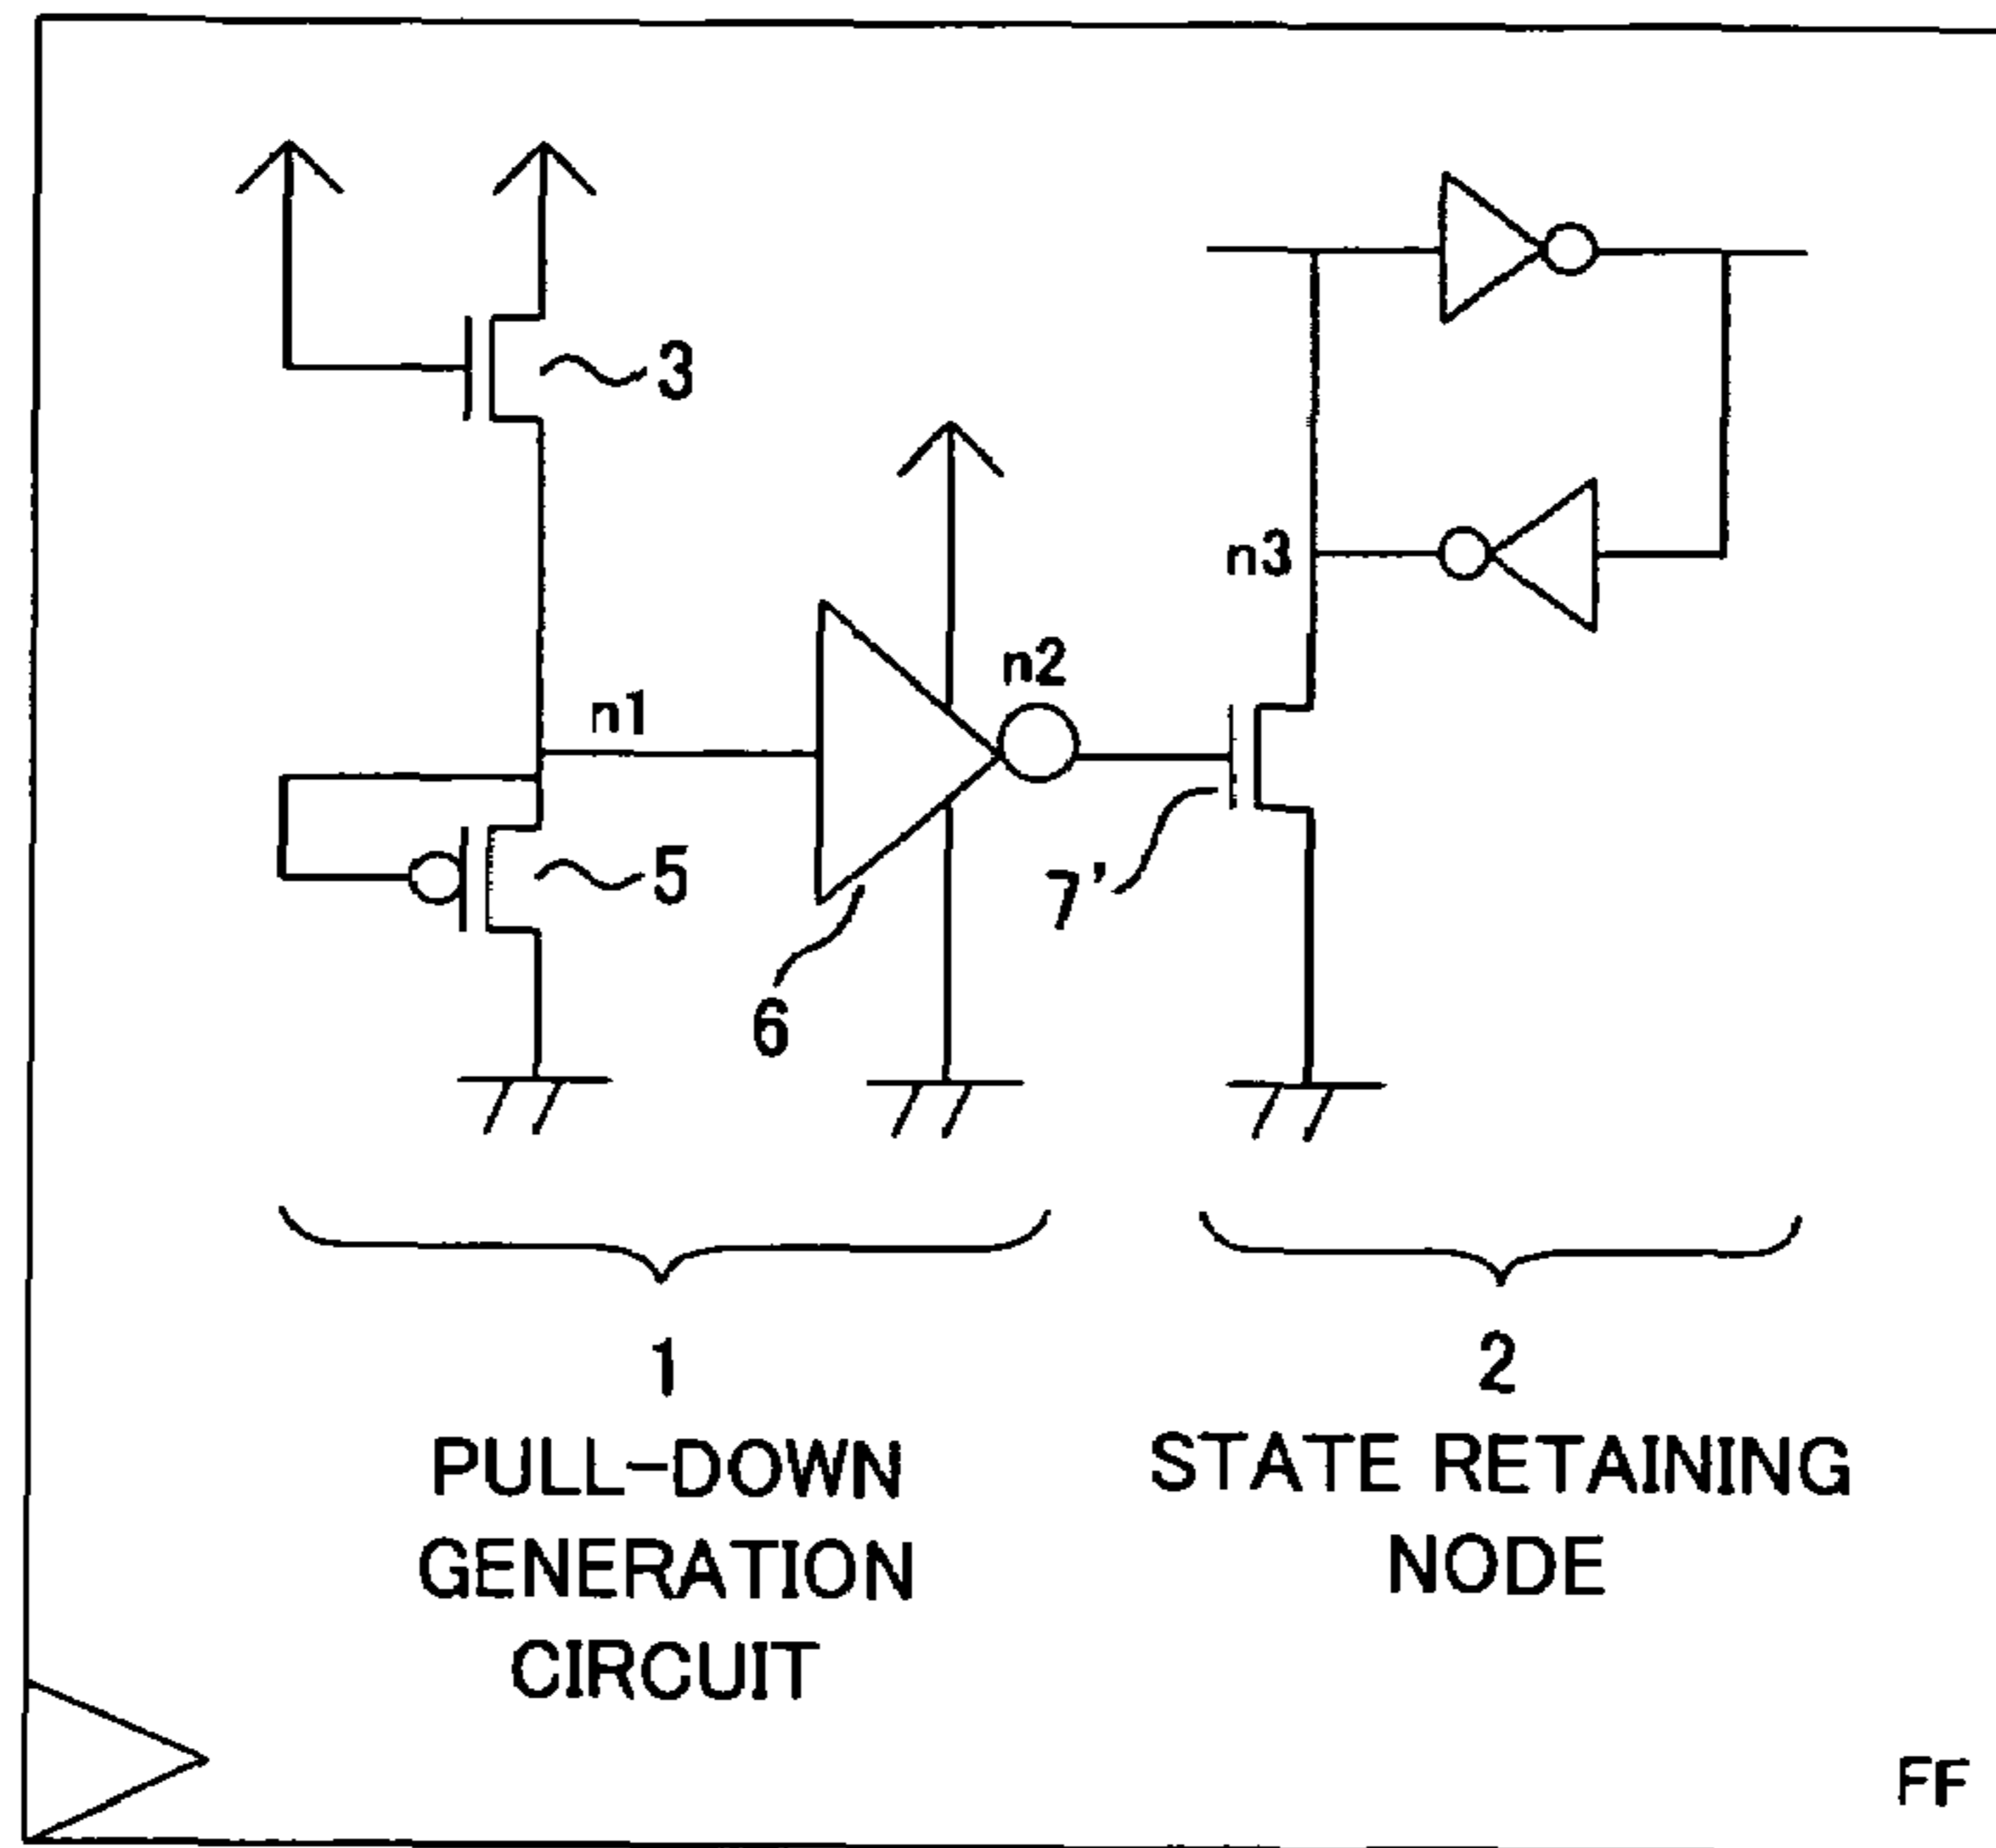 3
n3
n2
n1
5
7'
6
1
PULL-DOWN
GENERATION
CIRCUIT
2
STATE RETAINING
NODE
FF